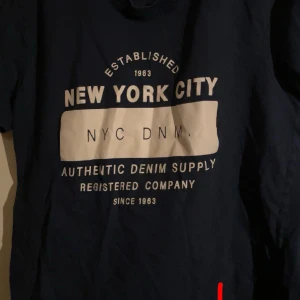 ESTABLISHED
1963
NEW YORK CITY
NYC DNM.
AUTHENTIC DENIM SUPPLY
REGISTERED COMPANY
SINCE 1963